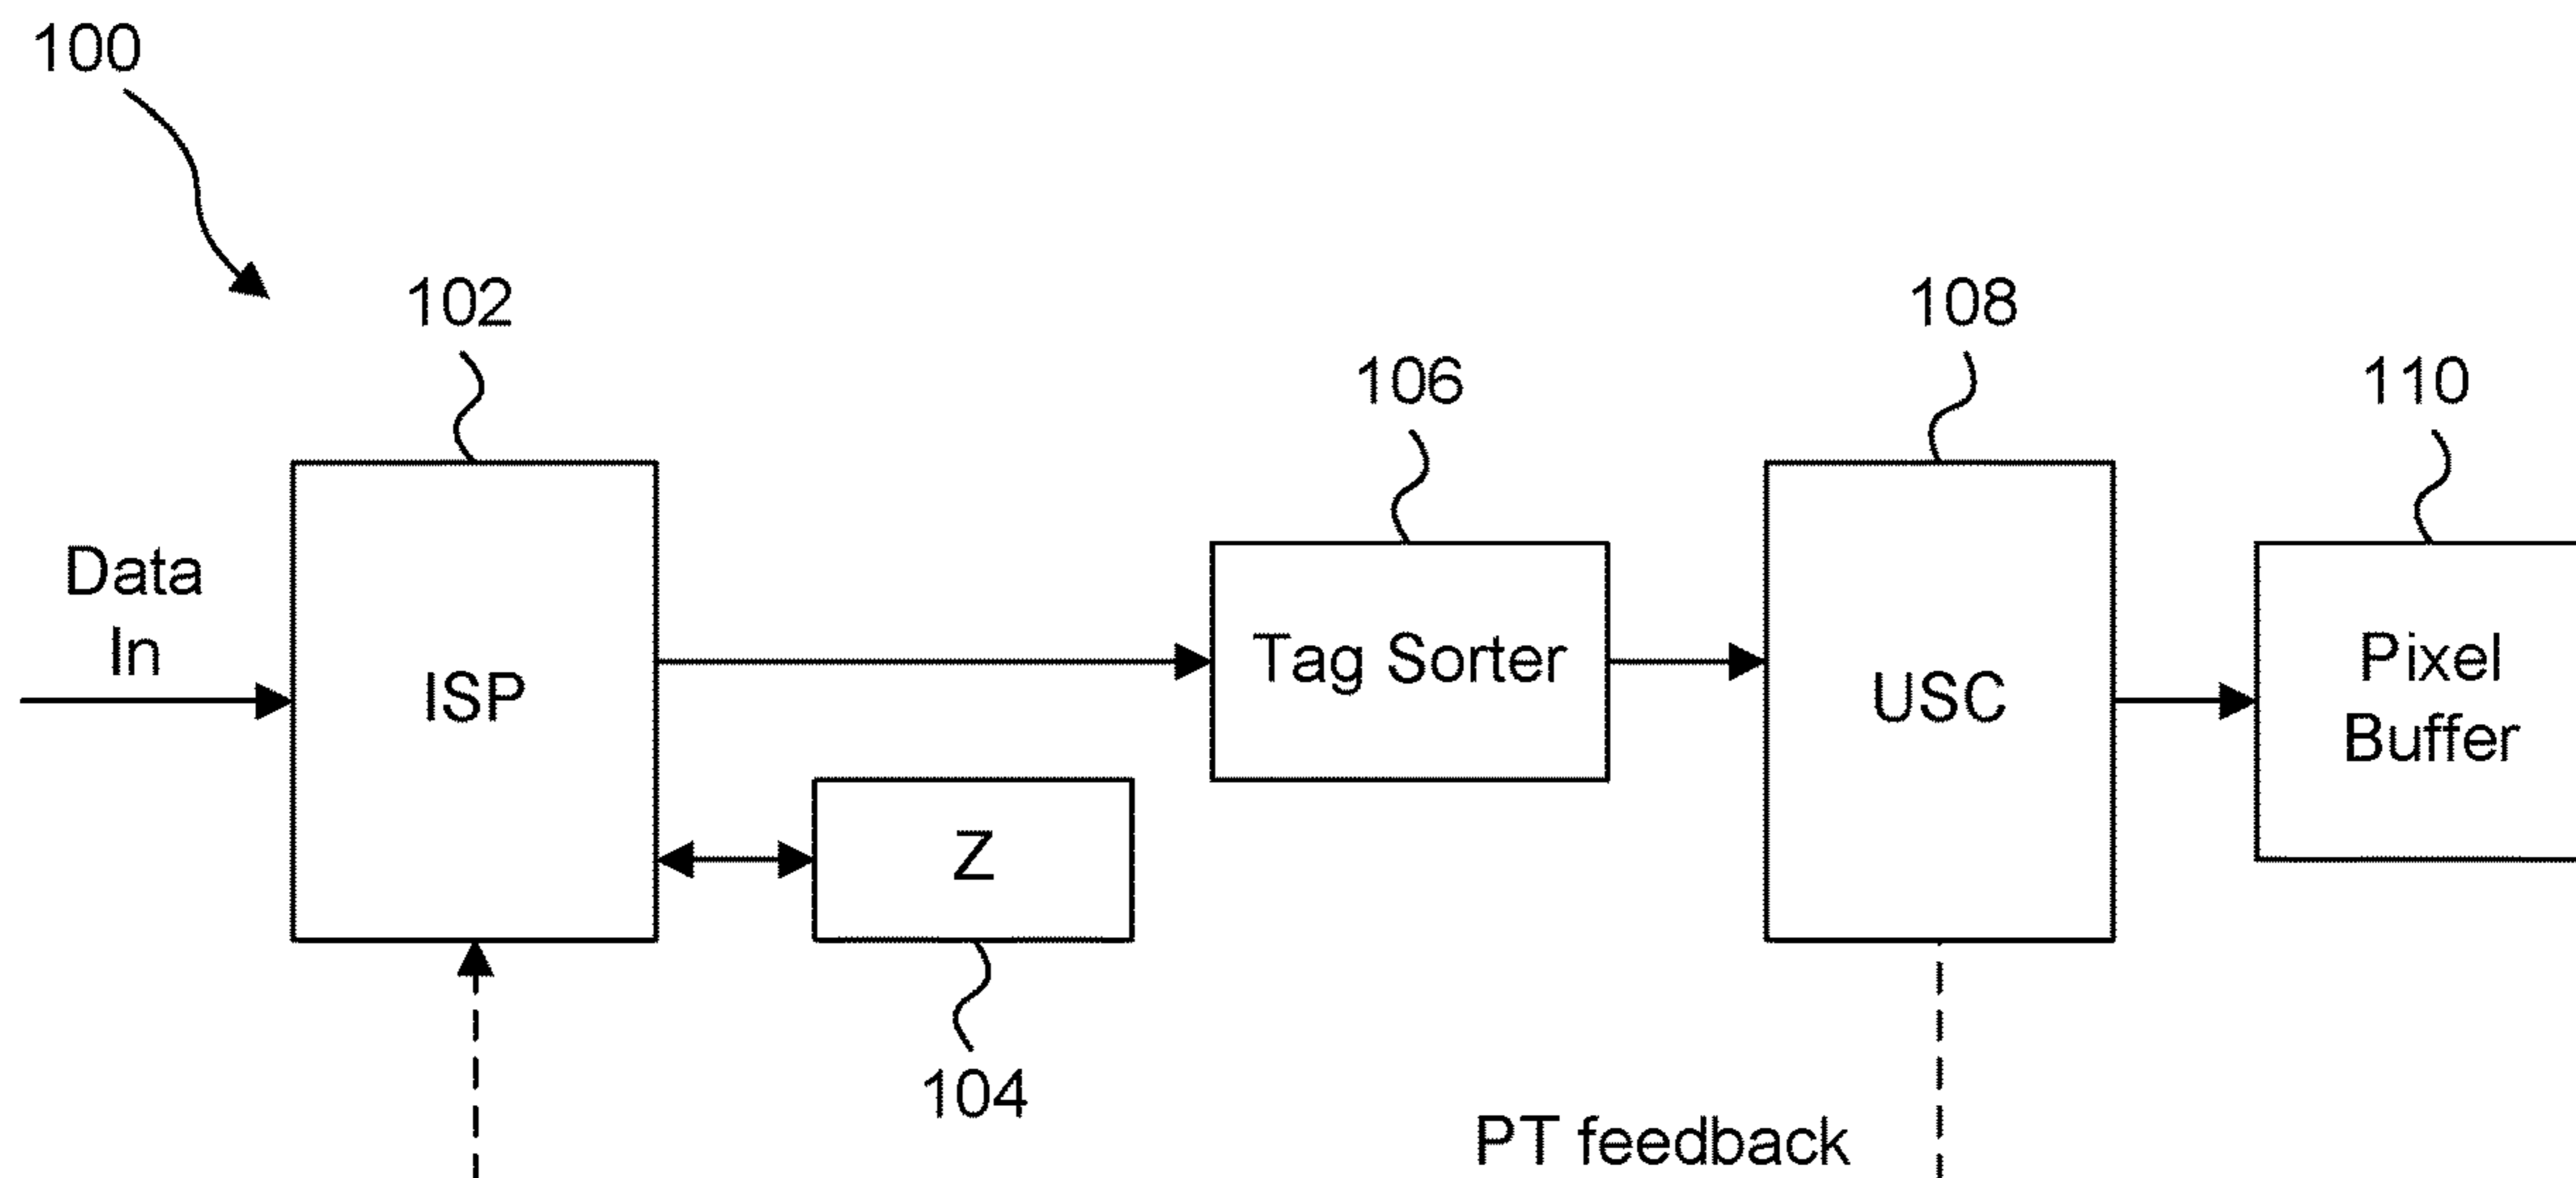 100
102
108
106
110
Data
In
ISP
Tag Sorter
USC
Pixel
Buffer
Z
104
PT feedback